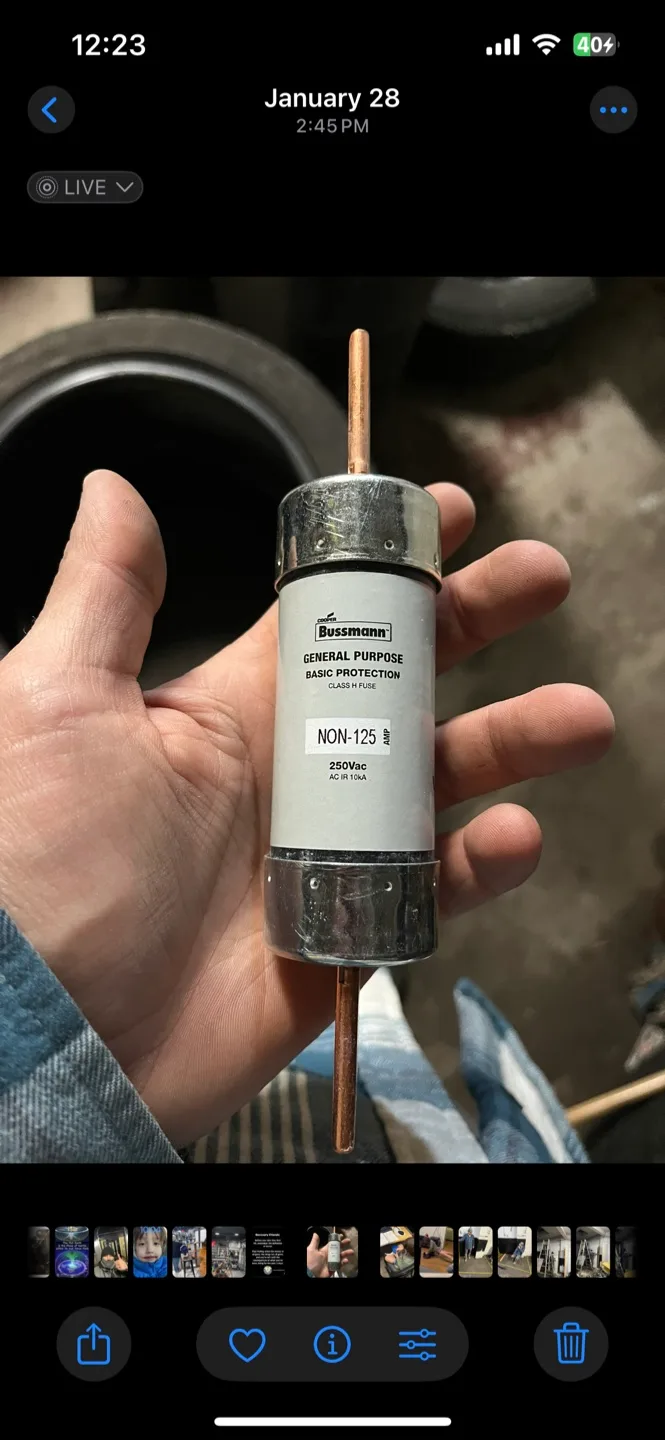 12:23
40
January 28
2:45 PM
LIVE
COOPER
Bussmann
GENERAL PURPOSE
BASIC PROTECTION
CLASS H FUSE
NON-125 AMP
250Vac
AC IR 10kA